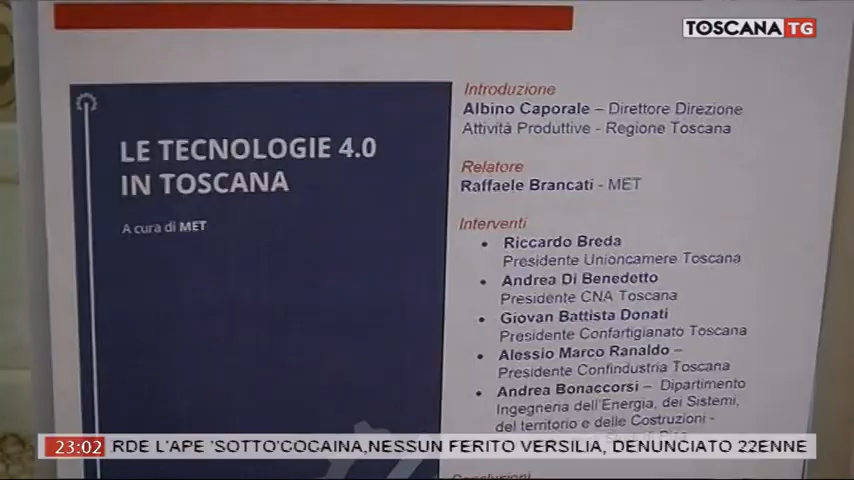 TOSCANA TG
LE TECNOLOGIE 4.0
IN TOSCANA
A cura di MET
Introduzione
Albino Caporale – Direttore Direzione
Attività Produttive - Regione Toscana
Relatore
Raffaele Brancati - MET
Interventi
• Riccardo Breda
Presidente Unioncamere Toscana
• Andrea Di Benedetto
Presidente CNA Toscana
• Giovan Battista Donati
Presidente Confartigianato Toscana
• Alessio Marco Ranaldo –
Presidente Confindustria Toscana
• Andrea Bonaccorsi – Dipartimento
Ingegneria dell'Energia, dei Sistemi,
del territorio e delle Costruzioni -
23:02 RDE L'APE 'SOTTO'COCAINA,NESSUN FERITO VERSILIA, DENUNCIATO 22ENNE
Conclusioni